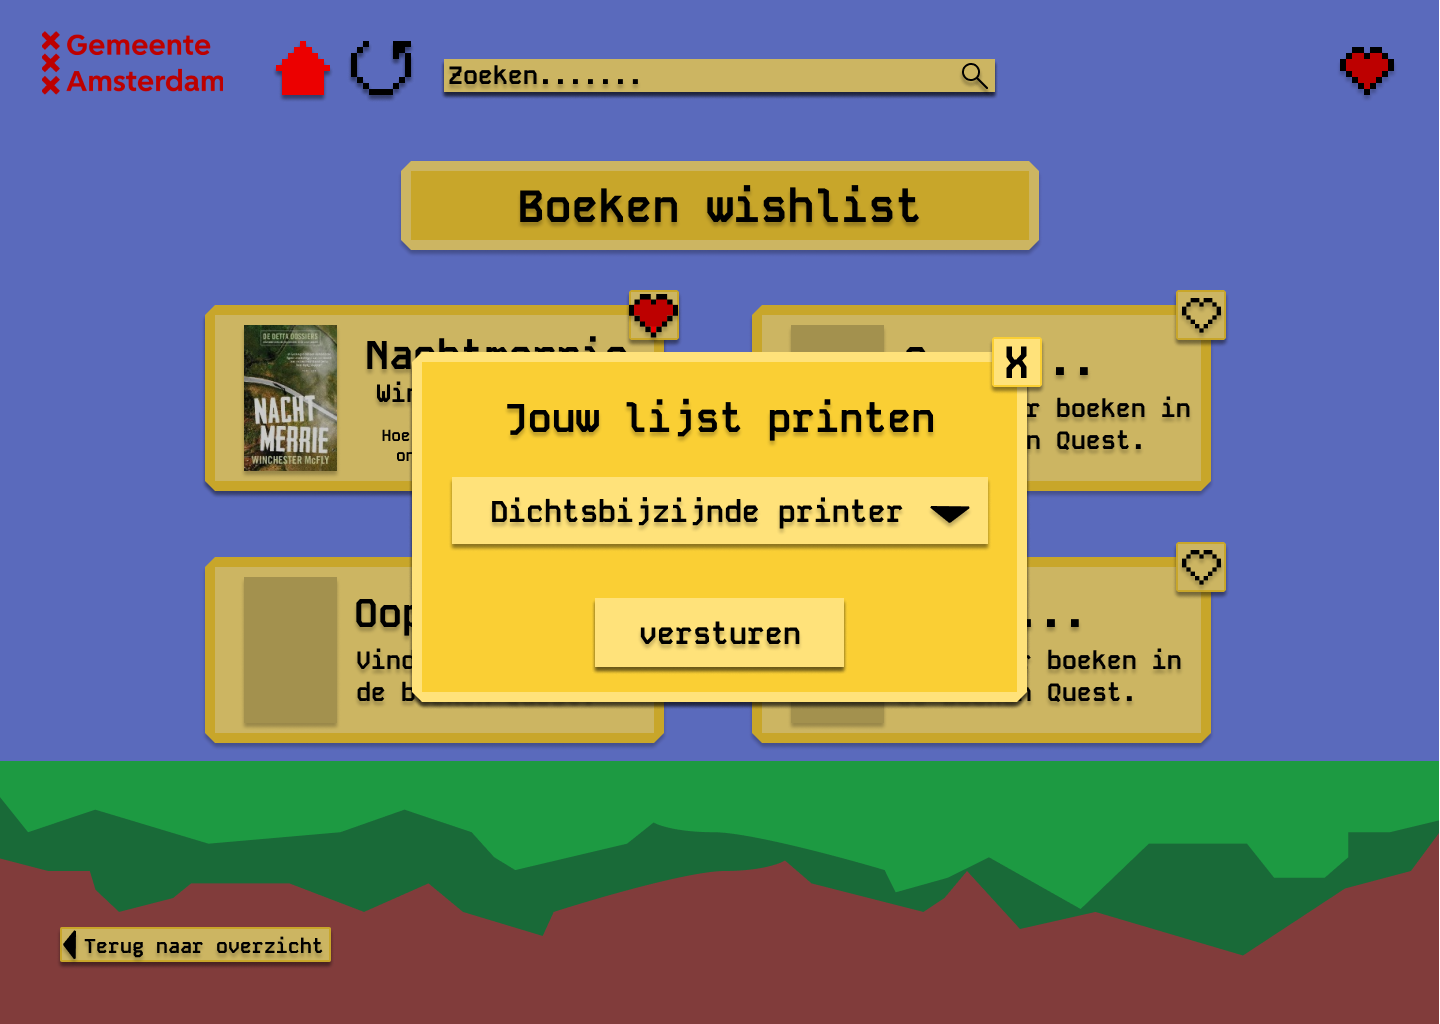 Gemeente
Amsterdam
Zoeken.......
Boeken wishlist
DE DETTA DOSSIERS
NACHT
MERRIE
WINCHESTER McFLY
Hoe
Jouw lijst printen
X
..
Dichtsbijzijnde printer
versturen
boeken in
Quest.
Oop
Vind
de b
...
boeken in
Quest.
Terug naar overzicht